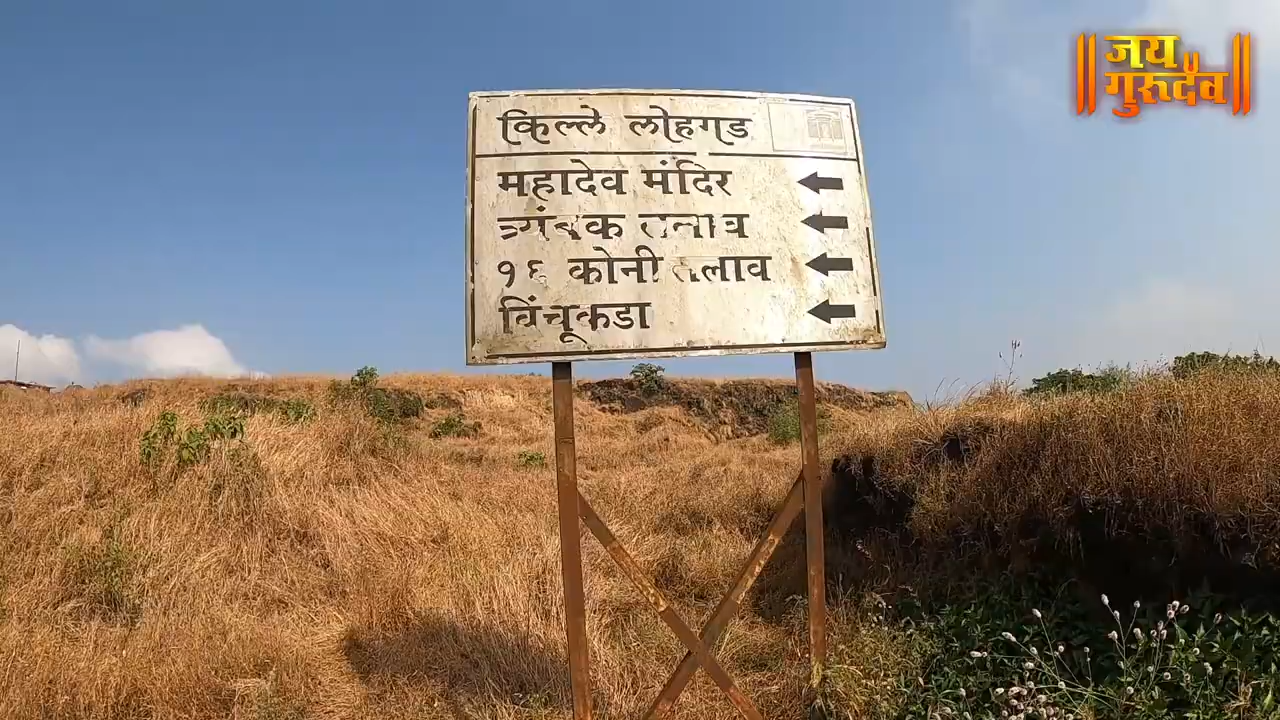 किल्ले लोहगड
महादेव मंदिर
त्र्यंबक तलाव
१६ कोनी तलाव
विंचूकडा
॥ जय गुरुदेव ॥